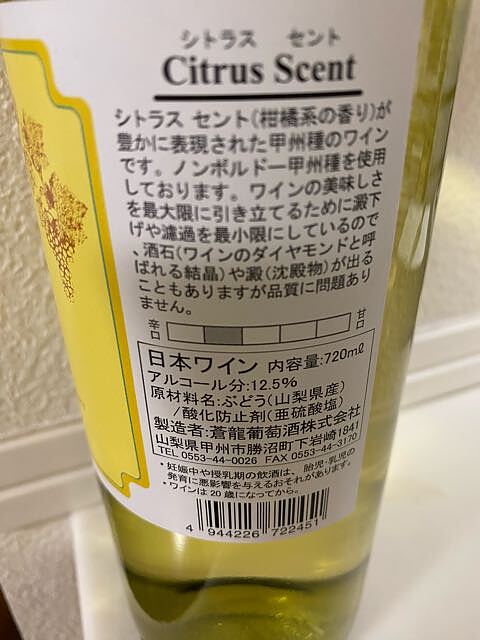 シトラス セント
Citrus Scent
シトラス セント(柑橘系の香り)が
豊かに表現された甲州種のワイン
です。ノンボルドー甲州種を使用
しております。ワインの美味しさ
を最大限に引き立てるために澱下
げや濾過を最小限にしているので
、酒石(ワインのダイヤモンドと呼
ばれる結晶)や澱(沈殿物)が出る
こともありますが品質に問題あり
ません。
辛口 甘口
日本ワイン 内容量:720mℓ
アルコール分:12.5%
原材料名:ぶどう(山梨県産)
/酸化防止剤(亜硫酸塩)
製造者:蒼龍葡萄酒株式会社
山梨県甲州市勝沼町下岩崎1841
TEL 0553-44-0026 FAX 0553-44-3170
・妊娠中や授乳期の飲酒は、胎児・乳児の
発育に悪影響を与えるおそれがあります。
・ワインは20歳になってから。
4 944226 722451